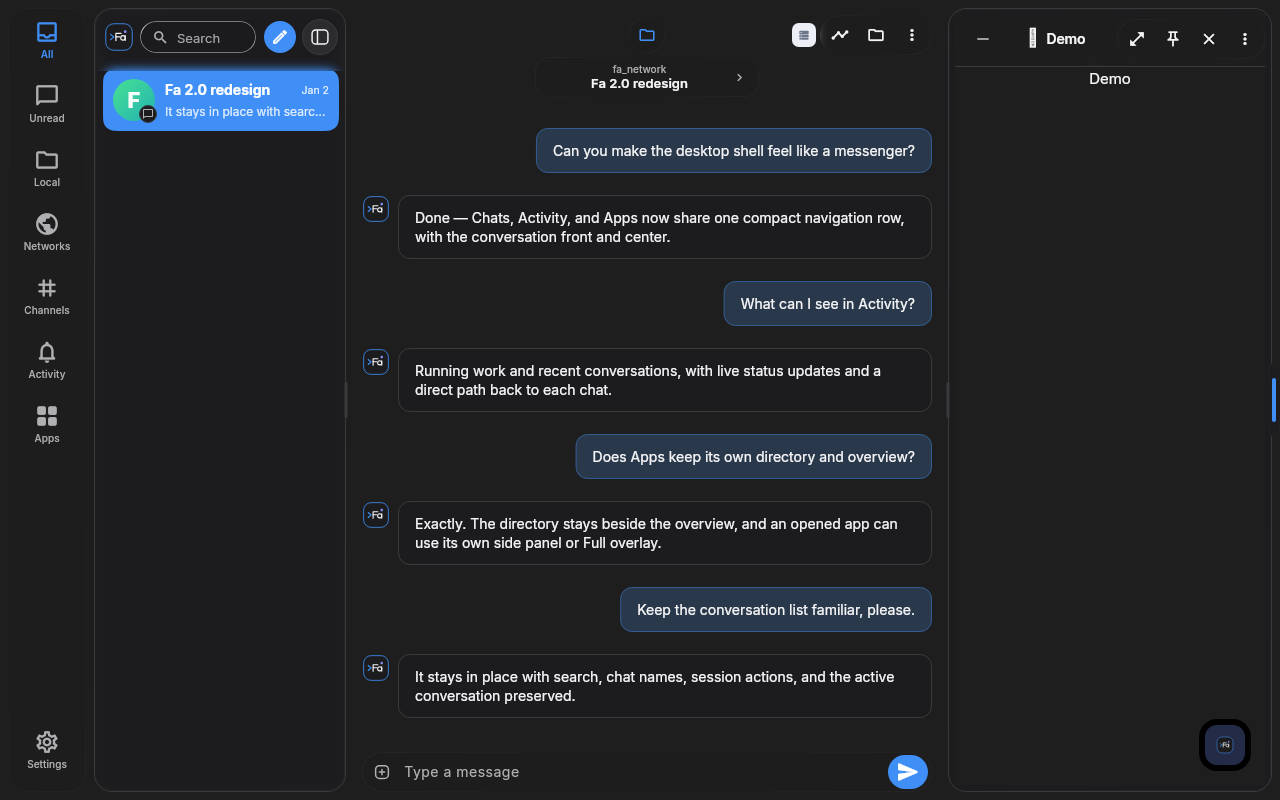 All
Unread
Local
Networks
Channels
Activity
Apps
Settings
>Fa
Search
F
Fa 2.0 redesign
Jan 2
It stays in place with searc...
fa_network
Fa 2.0 redesign
Can you make the desktop shell feel like a messenger?
>Fa
Done — Chats, Activity, and Apps now share one compact navigation row,
with the conversation front and center.
What can I see in Activity?
>Fa
Running work and recent conversations, with live status updates and a
direct path back to each chat.
Does Apps keep its own directory and overview?
>Fa
Exactly. The directory stays beside the overview, and an opened app can
use its own side panel or Full overlay.
Keep the conversation list familiar, please.
>Fa
It stays in place with search, chat names, session actions, and the active
conversation preserved.
Type a message
Demo
Demo
Fa